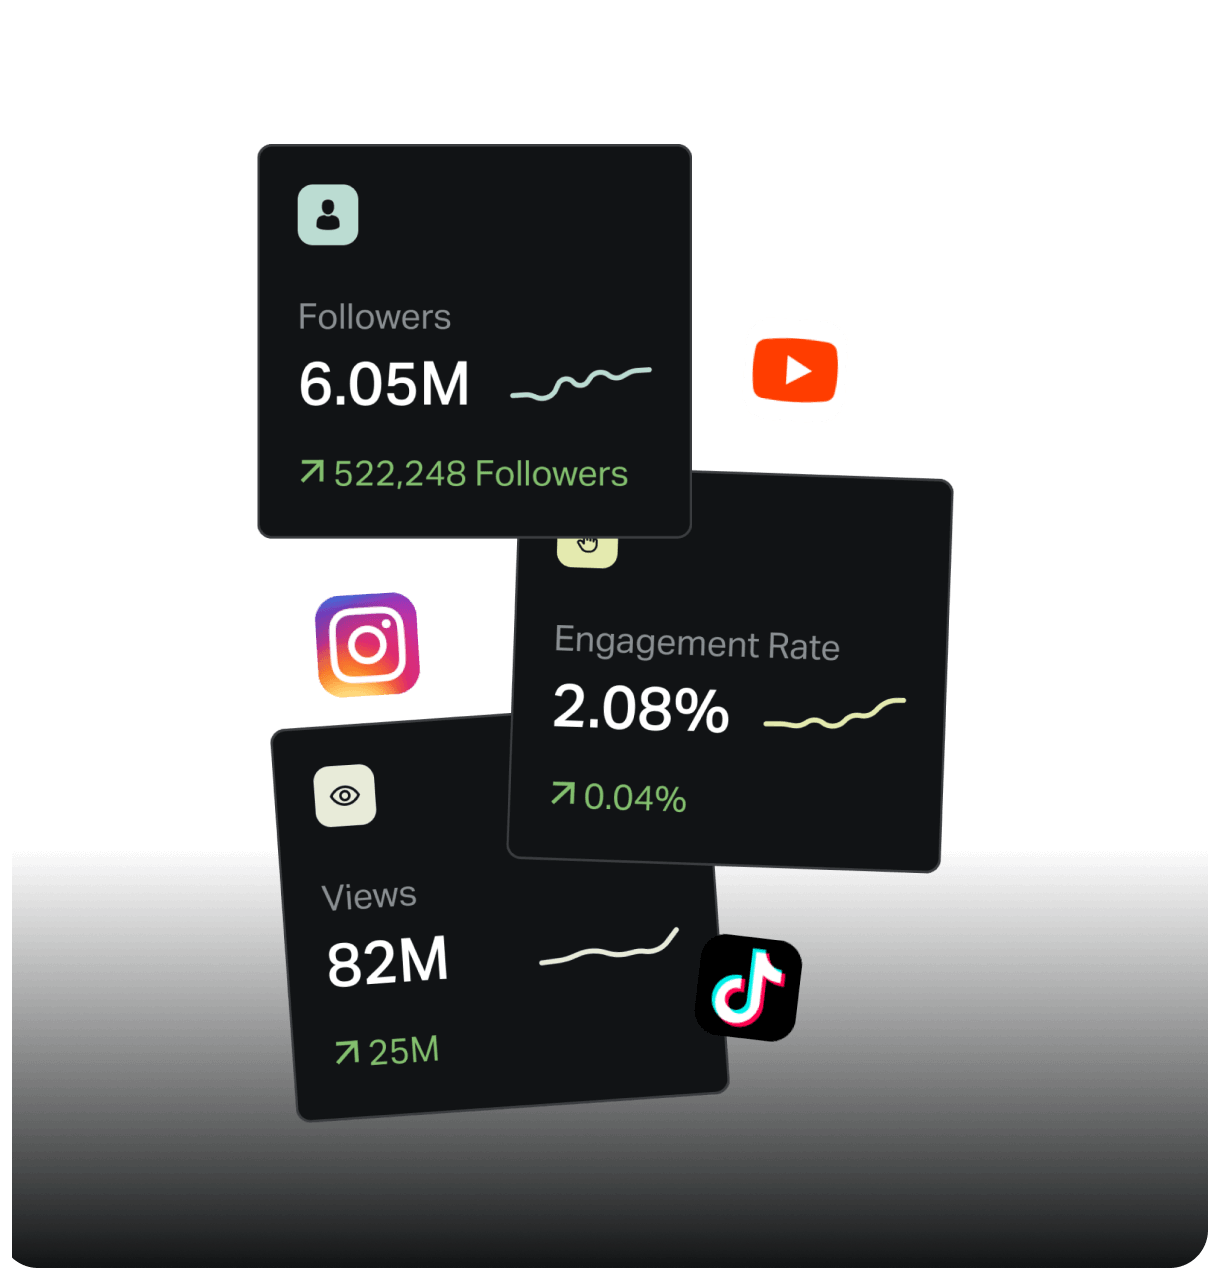 Followers
6.05M
522,248 Followers
Engagement Rate
2.08%
0.04%
Views
82M
25M